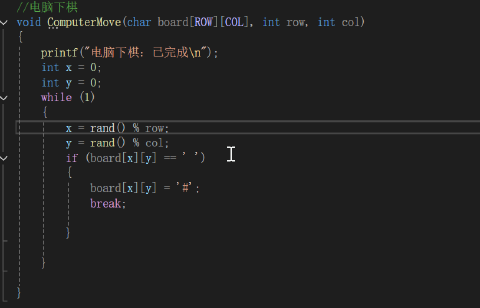 //电脑下棋
void ComputerMove(char board[ROW][COL], int row, int col)
{
printf("电脑下棋：已完成\n");
int x = 0;
int y = 0;
while (1)
{
x = rand() % row;
y = rand() % col;
if (board[x][y] == ' ')
{
board[x][y] = '#';
break;
}
}
}